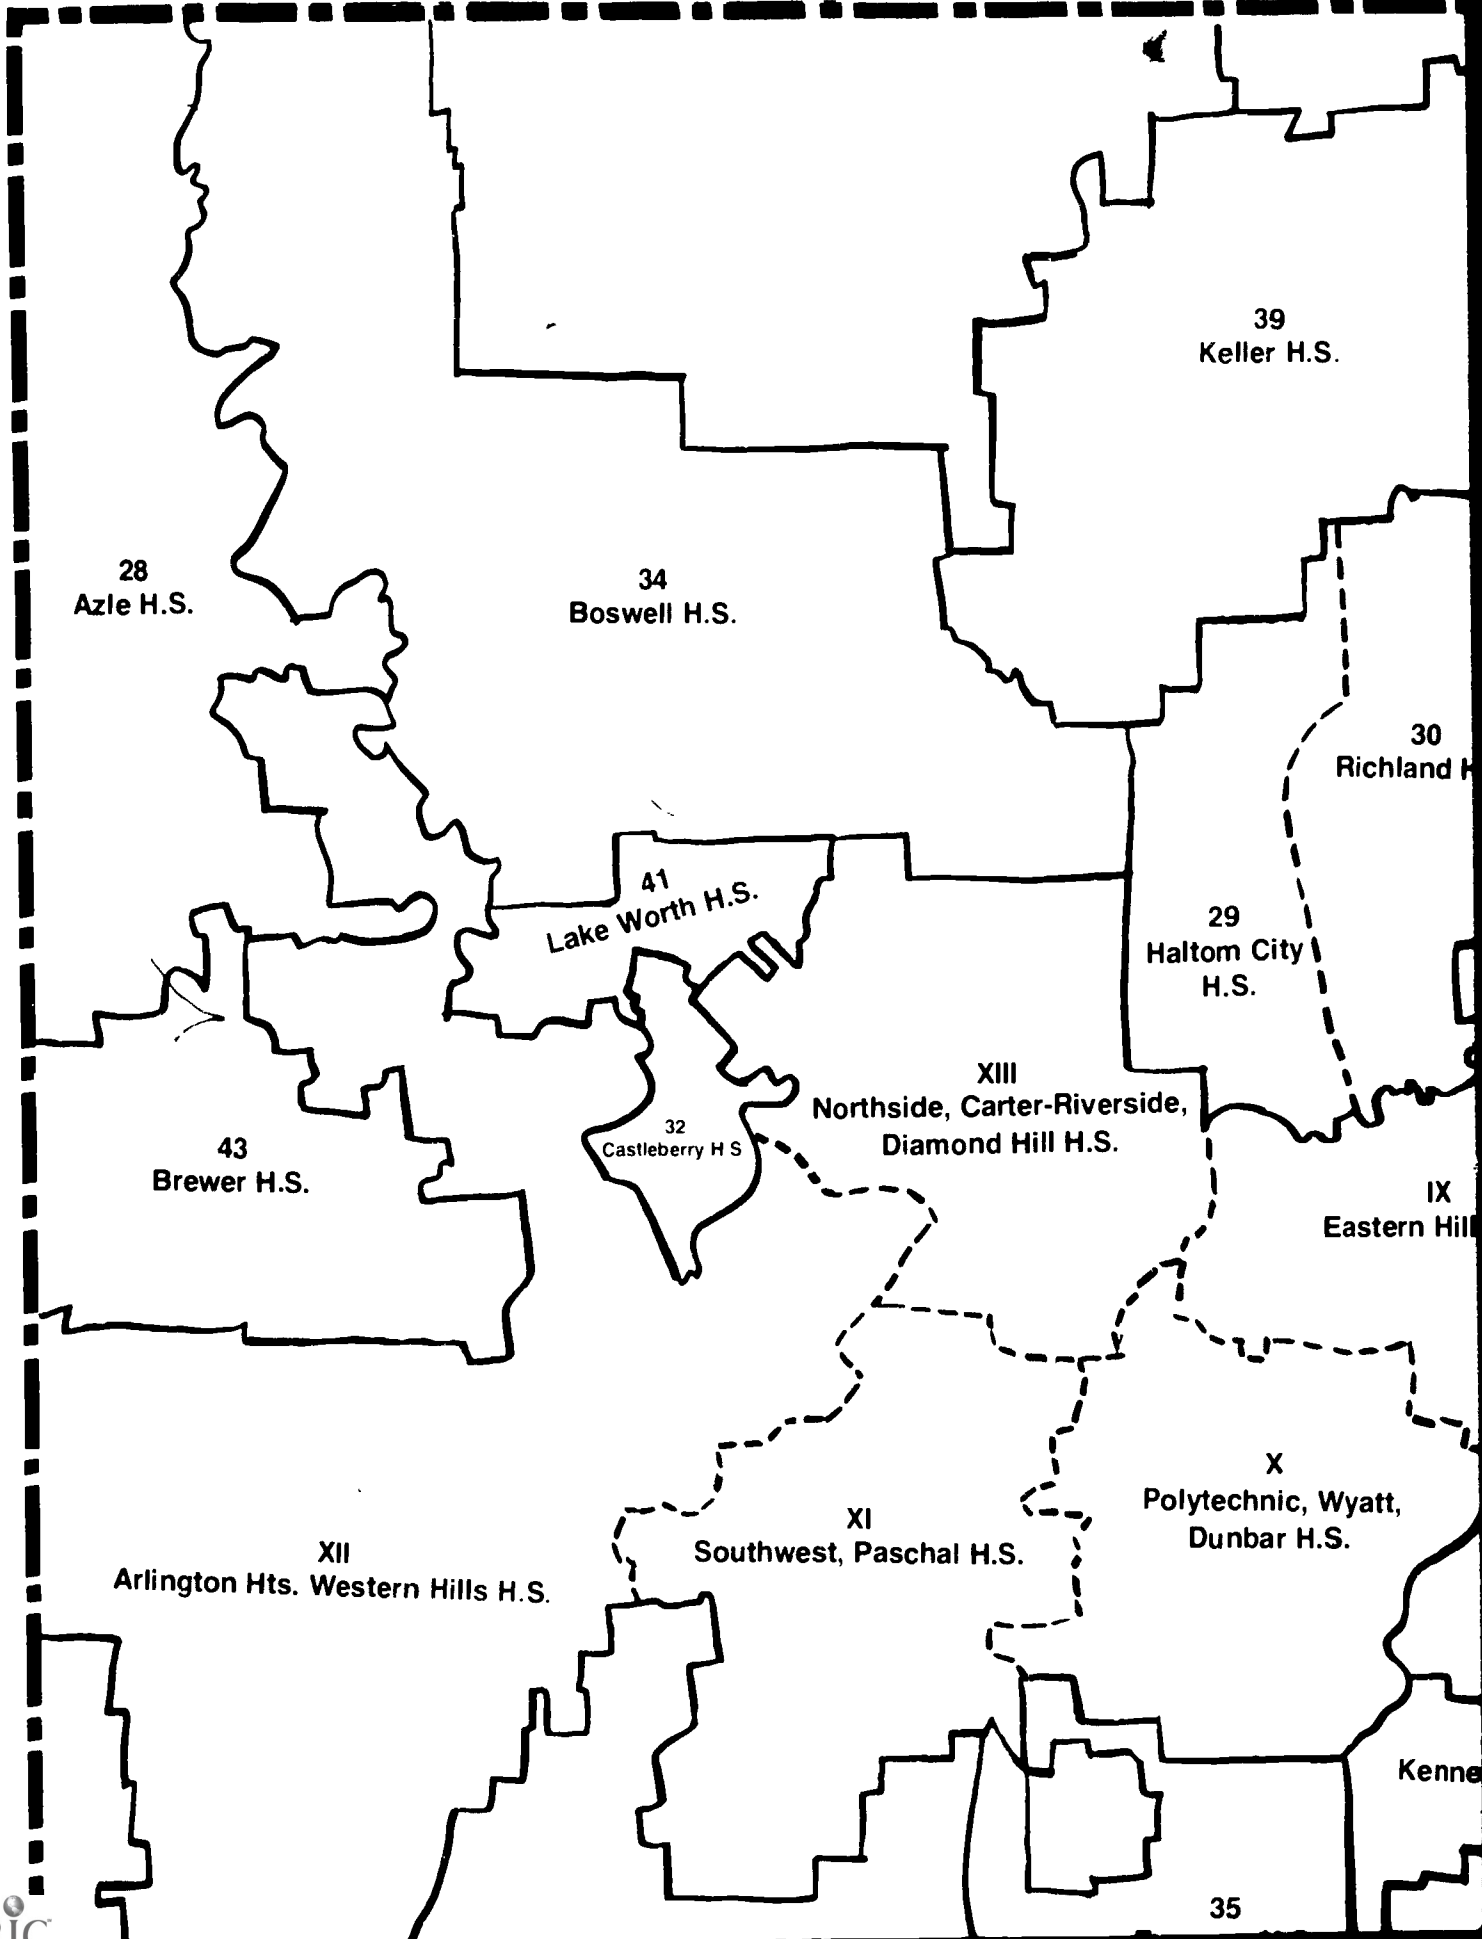 39
Keller H.S.
28
Azle H.S.
34
Boswell H.S.
30
Richland H
41
Lake Worth H.S.
29
Haltom City
H.S.
XIII
Northside, Carter-Riverside,
Diamond Hill H.S.
32
Castleberry H S
43
Brewer H.S.
IX
Eastern Hill
X
Polytechnic, Wyatt,
Dunbar H.S.
XI
Southwest, Paschal H.S.
XII
Arlington Hts. Western Hills H.S.
Kenne
35
IC